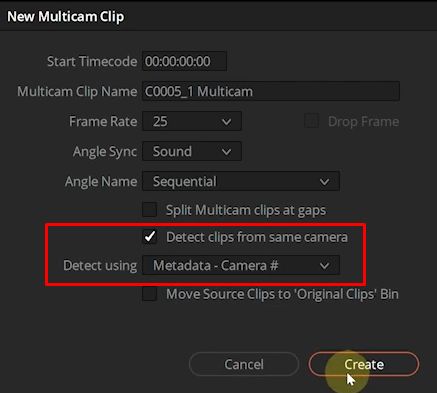 New Multicam Clip
Start Timecode 00:00:00:00
Multicam Clip Name C0005_1 Multicam
Frame Rate 25 Drop Frame
Angle Sync Sound
Angle Name Sequential
Split Multicam clips at gaps
Detect clips from same camera
Detect using Metadata - Camera #
Move Source Clips to 'Original Clips' Bin
Cancel Create